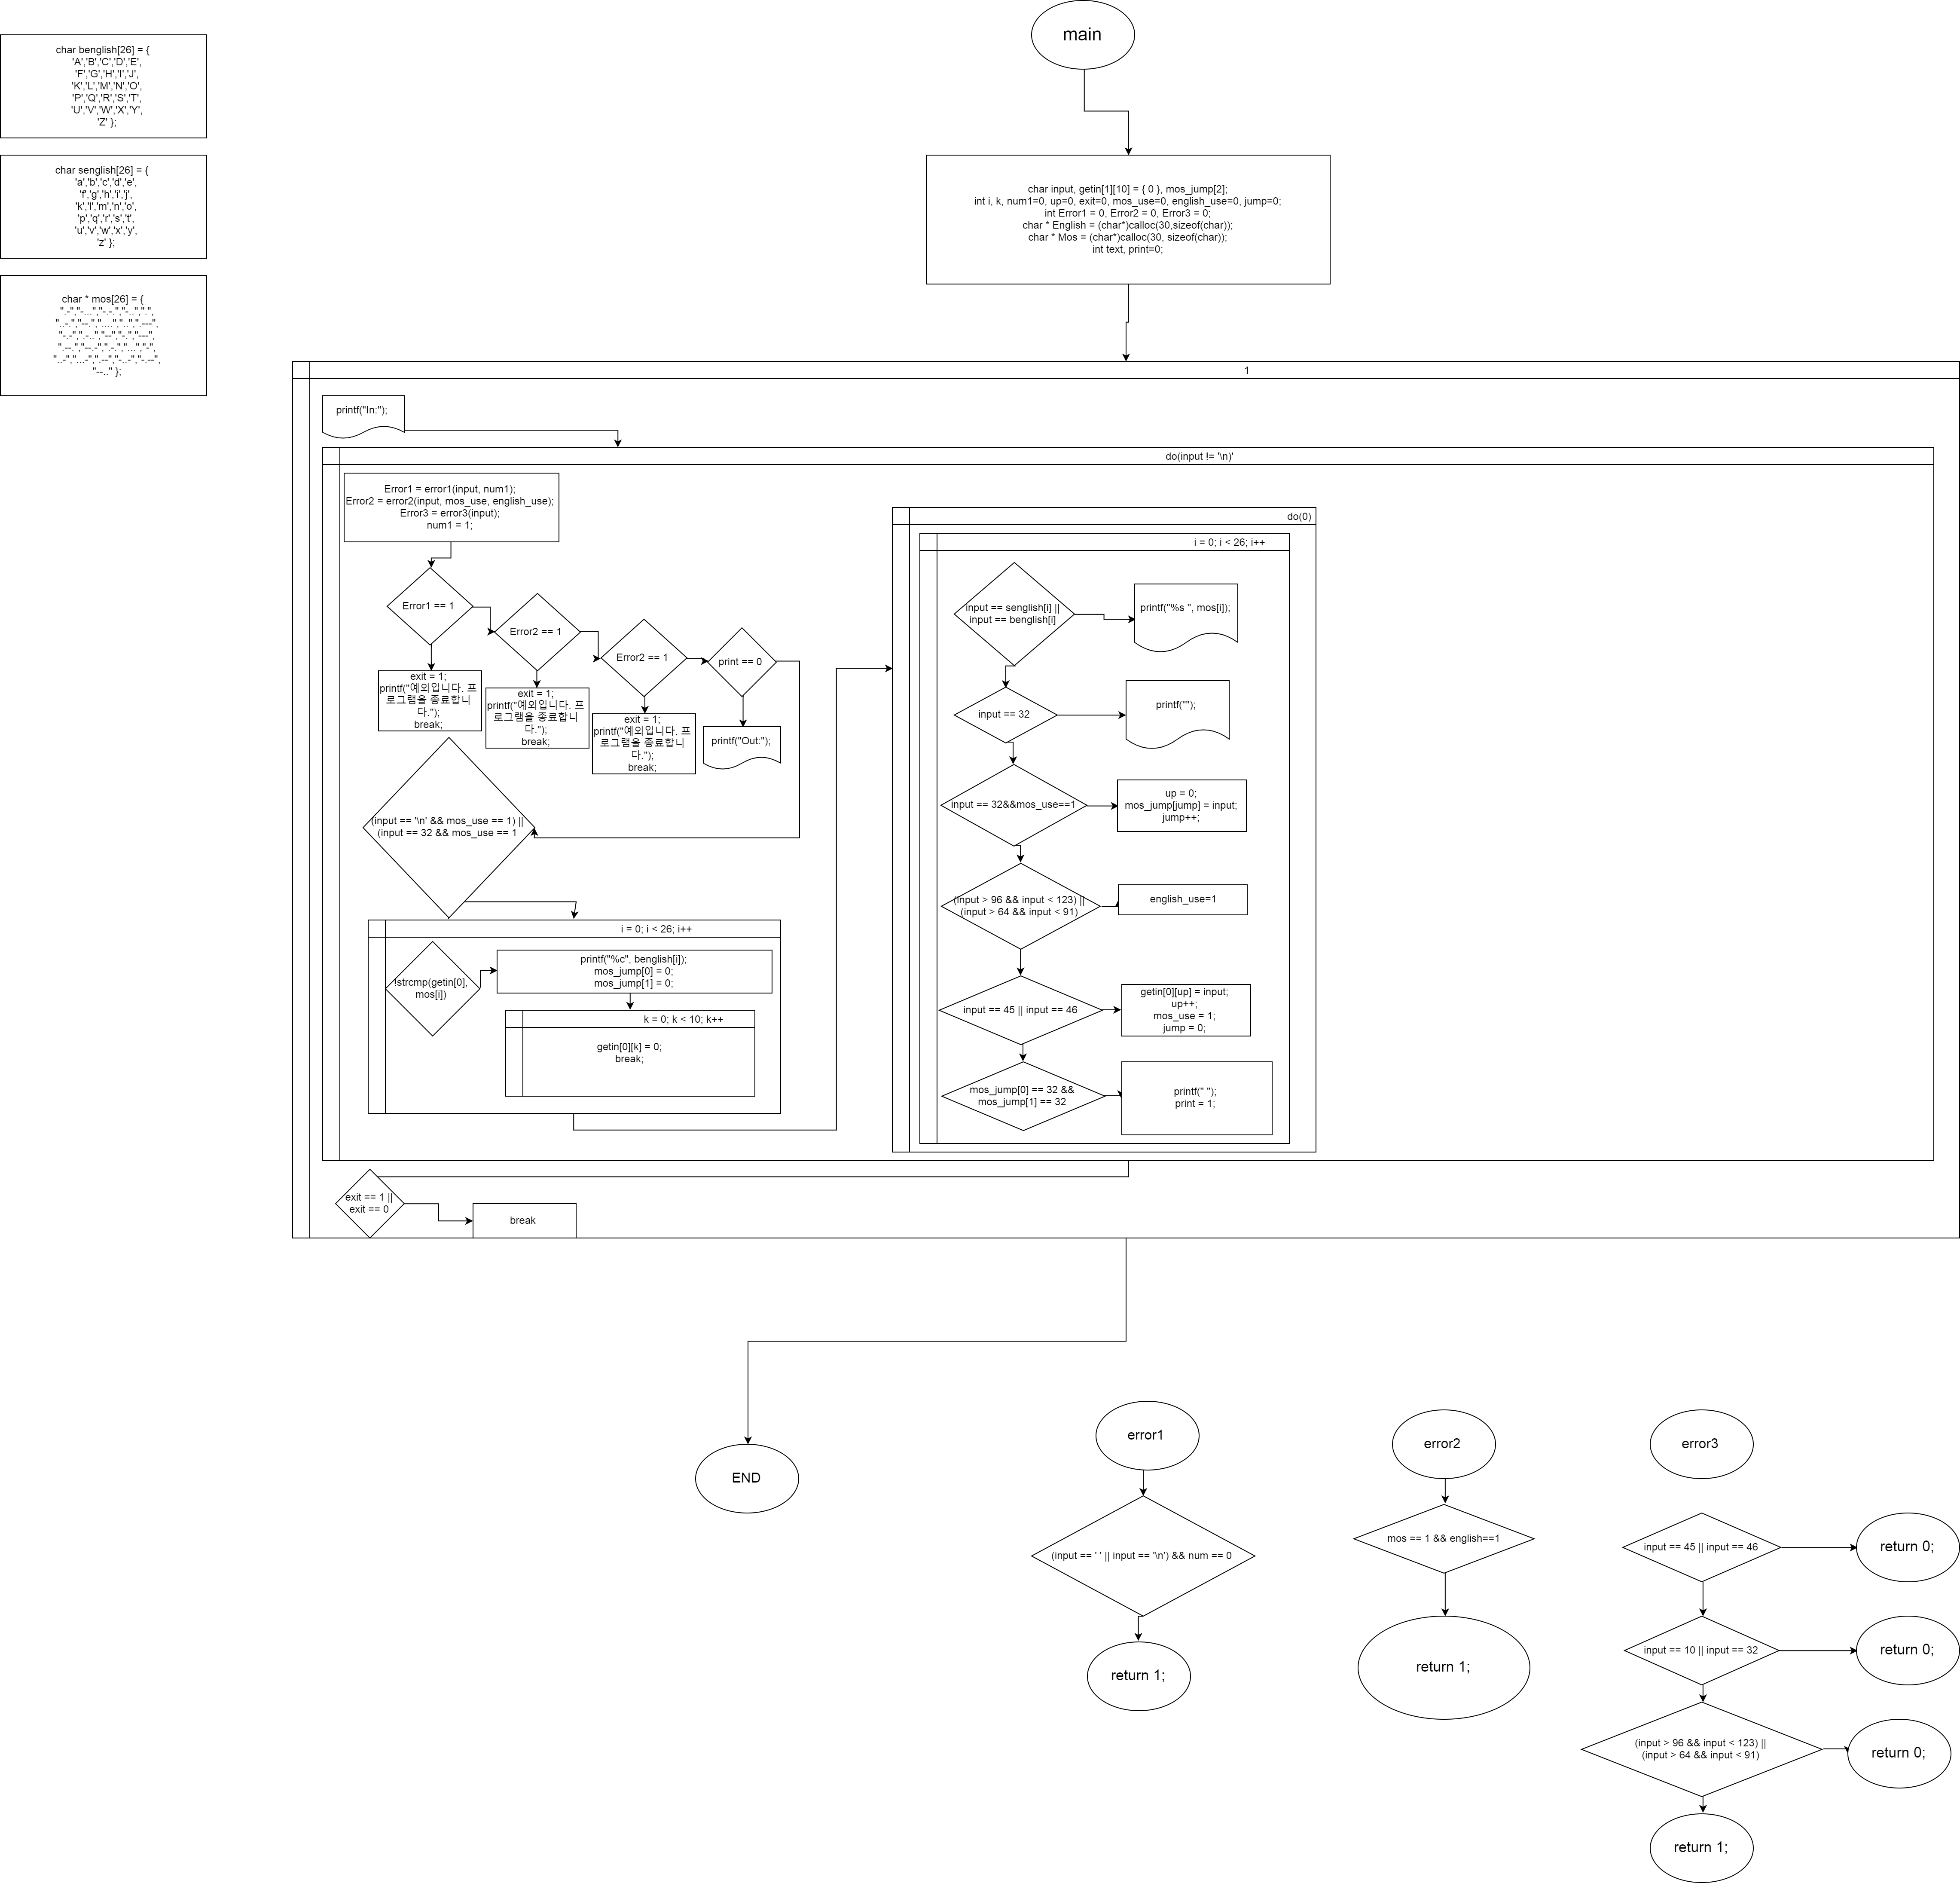 main
char benglish[26] = {
'A','B','C','D','E',
'F','G','H','I','J',
'K','L','M','N','O',
'P','Q','R','S','T',
'U','V','W','X','Y',
'Z' };
char senglish[26] = {
'a','b','c','d','e',
'f','g','h','i','j',
'k','l','m','n','o',
'p','q','r','s','t',
'u','v','w','x','y',
'z' };
char * mos[26] = {
".-","-...","-.-.","-..",".",
"..-.","--.","....","..",".---",
"-.-",".-..","--","-.","---",
".--.","--.-",".-.","...","-",
"..-","...-",".--","-..-","-.--",
"--.." };
char input, getin[1][10] = { 0 }, mos_jump[2];
int i, k, num1=0, up=0, exit=0, mos_use=0, english_use=0, jump=0;
int Error1 = 0, Error2 = 0, Error3 = 0;
char * English = (char*)calloc(30,sizeof(char));
char * Mos = (char*)calloc(30, sizeof(char));
int text, print=0;
1
printf("In:");
do(input != '\n)'
Error1 = error1(input, num1);
Error2 = error2(input, mos_use, english_use);
Error3 = error3(input);
num1 = 1;
Error1 == 1
Error2 == 1
Error2 == 1
print == 0
exit = 1;
printf("예외입니다. 프
로그램을 종료합니
다.");
break;
exit = 1;
printf("예외입니다. 프
로그램을 종료합니
다.");
break;
exit = 1;
printf("예외입니다. 프
로그램을 종료합니
다.");
break;
printf("Out:");
(input == '\n' && mos_use == 1) ||
(input == 32 && mos_use == 1
i = 0; i < 26; i++
!strcmp(getin[0],
mos[i])
printf("%c", benglish[i]);
mos_jump[0] = 0;
mos_jump[1] = 0;
k = 0; k < 10; k++
getin[0][k] = 0;
break;
do(0)
i = 0; i < 26; i++
input == senglish[i] ||
input == benglish[i]
printf("%s ", mos[i]);
input == 32
printf("");
input == 32&&mos_use==1
up = 0;
mos_jump[jump] = input;
jump++;
(input > 96 && input < 123) ||
(input > 64 && input < 91)
english_use=1
input == 45 || input == 46
getin[0][up] = input;
up++;
mos_use = 1;
jump = 0;
mos_jump[0] == 32 &&
mos_jump[1] == 32
printf(" ");
print = 1;
exit == 1 ||
exit == 0
break
END
error1
(input == ' ' || input == '\n') && num == 0
return 1;
error2
mos == 1 && english==1
return 1;
error3
input == 45 || input == 46
return 0;
input == 10 || input == 32
return 0;
(input > 96 && input < 123) ||
(input > 64 && input < 91)
return 0;
return 1;